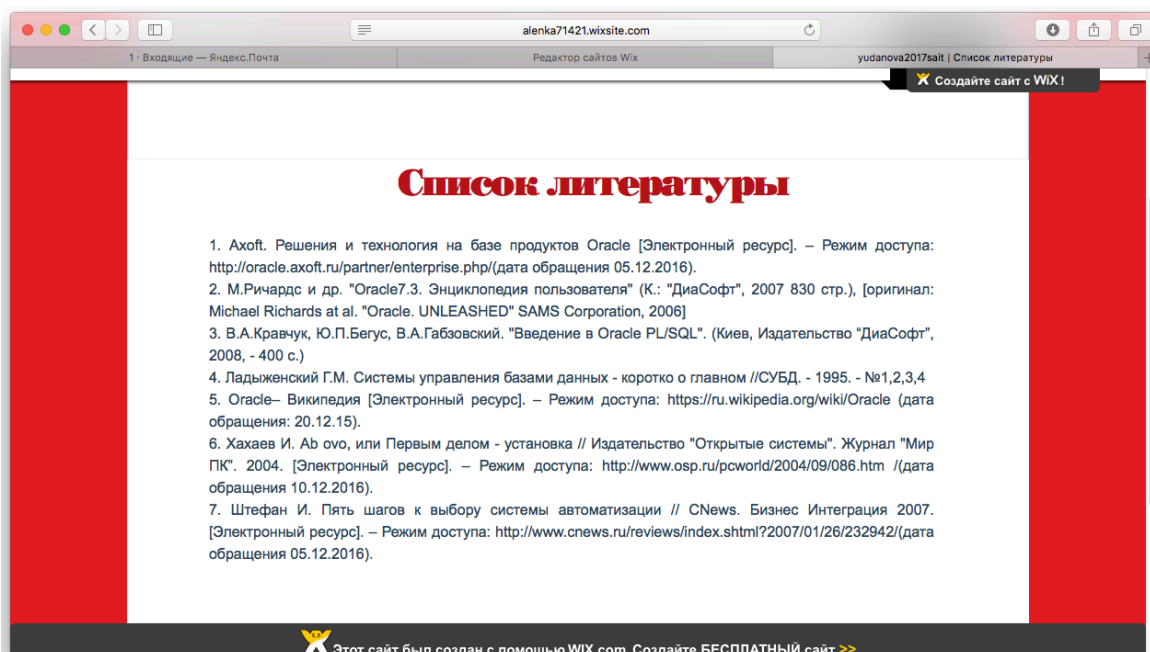 alenka71421.wixsite.com
1 · Входящие — Яндекс.Почта
Редактор сайтов Wix
yudanova2017sait | Список литературы
Создайте сайт с WiX!
Список литературы
1. Axoft. Решения и технология на базе продуктов Oracle [Электронный ресурс]. – Режим доступа:
http://oracle.axoft.ru/partner/enterprise.php/(дата обращения 05.12.2016).
2. М.Ричардс и др. "Oracle7.3. Энциклопедия пользователя" (К.: "ДиаСофт", 2007 830 стр.), [оригинал:
Michael Richards at al. "Oracle. UNLEASHED" SAMS Corporation, 2006]
3. В.А.Кравчук, Ю.П.Бегус, В.А.Габзовский. "Введение в Oracle PL/SQL". (Киев, Издательство "ДиаСофт",
2008, - 400 с.)
4. Ладыженский Г.М. Системы управления базами данных - коротко о главном //СУБД. - 1995. - №1,2,3,4
5. Oracle– Википедия [Электронный ресурс]. – Режим доступа: https://ru.wikipedia.org/wiki/Oracle (дата
обращения: 20.12.15).
6. Хахаев И. Ab ovo, или Первым делом - установка // Издательство "Открытые системы". Журнал "Мир
ПК". 2004. [Электронный ресурс]. – Режим доступа: http://www.osp.ru/pcworld/2004/09/086.htm /(дата
обращения 10.12.2016).
7. Штефан И. Пять шагов к выбору системы автоматизации // CNews. Бизнес Интеграция 2007.
[Электронный ресурс]. – Режим доступа: http://www.cnews.ru/reviews/index.shtml?2007/01/26/232942/(дата
обращения 05.12.2016).
Этот сайт был создан с помощью WIX.com. Создайте БЕСПЛАТНЫЙ сайт >>